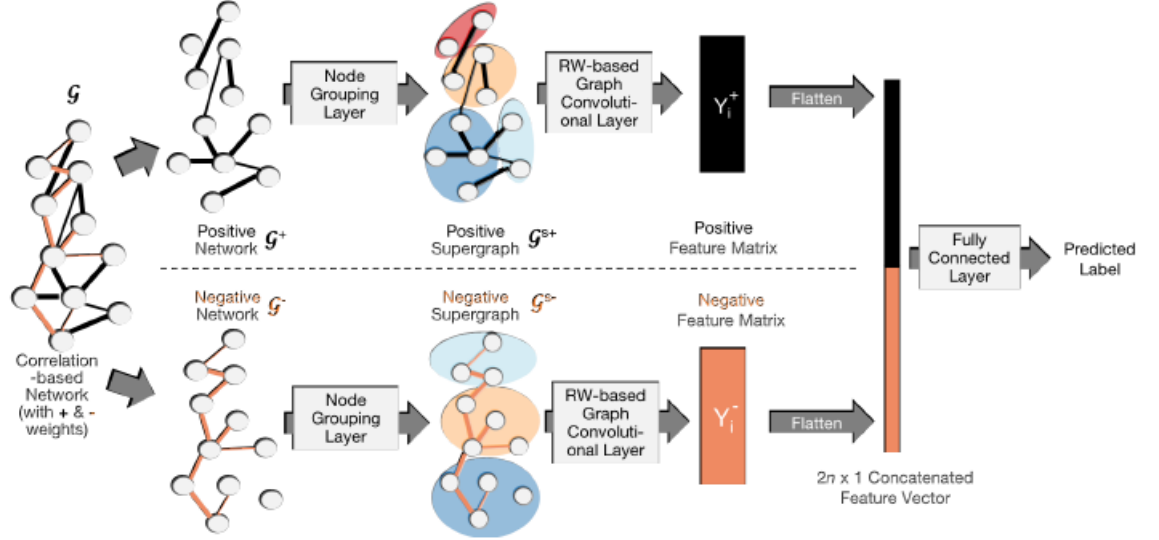 𝒢
Correlation
-based
Network
(with + & -
weights)
Positive
Network 𝒢⁺
Node
Grouping
Layer
Positive
Supergraph 𝒢ˢ⁺
RW-based
Graph
Convoluti-
onal Layer
Yᵢ⁺
Positive
Feature Matrix
Flatten
Negative
Network 𝒢⁻
Node
Grouping
Layer
Negative
Supergraph 𝒢ˢ⁻
RW-based
Graph
Convoluti-
onal Layer
Negative
Feature Matrix
Yᵢ⁻
Flatten
2n x 1 Concatenated
Feature Vector
Fully
Connected
Layer
Predicted
Label